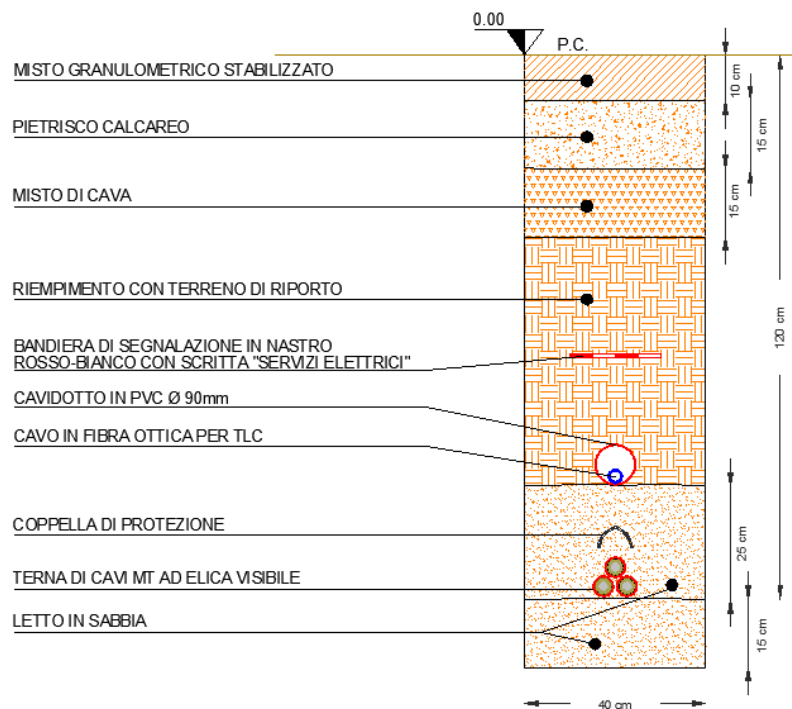 0.00
P.C.
MISTO GRANULOMETRICO STABILIZZATO
10 cm
PIETRISCO CALCAREO
15 cm
MISTO DI CAVA
15 cm
RIEMPIMENTO CON TERRENO DI RIPORTO
120 cm
BANDIERA DI SEGNALAZIONE IN NASTRO
ROSSO-BIANCO CON SCRITTA "SERVIZI ELETTRICI"
CAVIDOTTO IN PVC Ø 90mm
CAVO IN FIBRA OTTICA PER TLC
COPPELLA DI PROTEZIONE
25 cm
TERNA DI CAVI MT AD ELICA VISIBILE
LETTO IN SABBIA
15 cm
40 cm